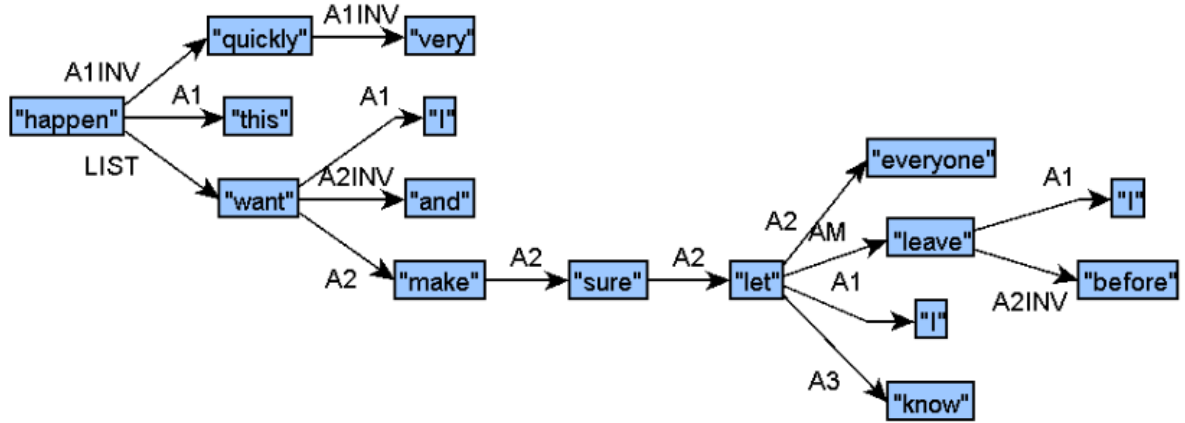 A1INV
"quickly"
"very"
A1INV
A1
A1
"happen"
"this"
"I"
LIST
"everyone"
"want"
A2INV
"and"
A1
A2
AM
"leave"
"I"
A2
"make"
A2
"sure"
A2
"let"
A1
"before"
A2INV
"I"
A3
"know"